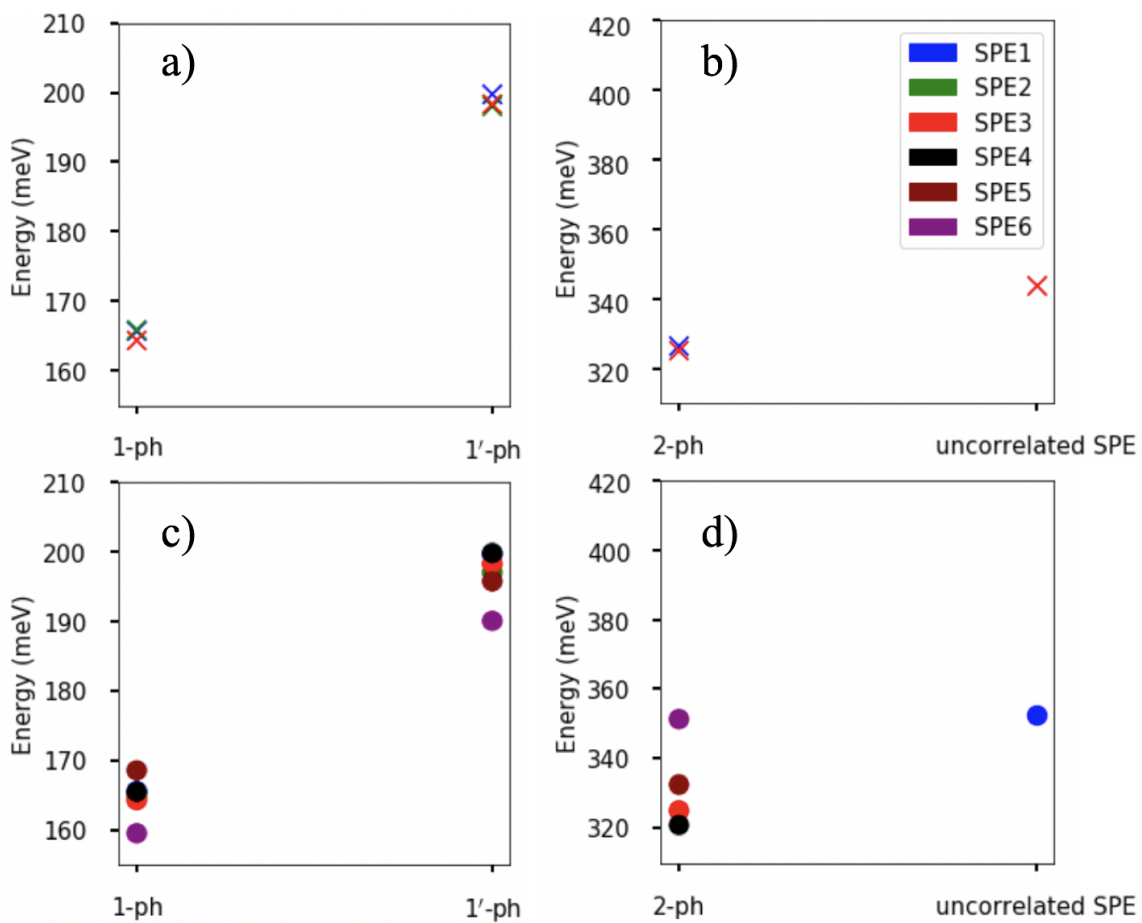 a)
Energy (meV)
210
200
190
180
170
160
1-ph
1′-ph
b)
Energy (meV)
420
400
380
360
340
320
SPE1
SPE2
SPE3
SPE4
SPE5
SPE6
2-ph
uncorrelated SPE
c)
Energy (meV)
210
200
190
180
170
160
1-ph
1′-ph
d)
Energy (meV)
420
400
380
360
340
320
2-ph
uncorrelated SPE